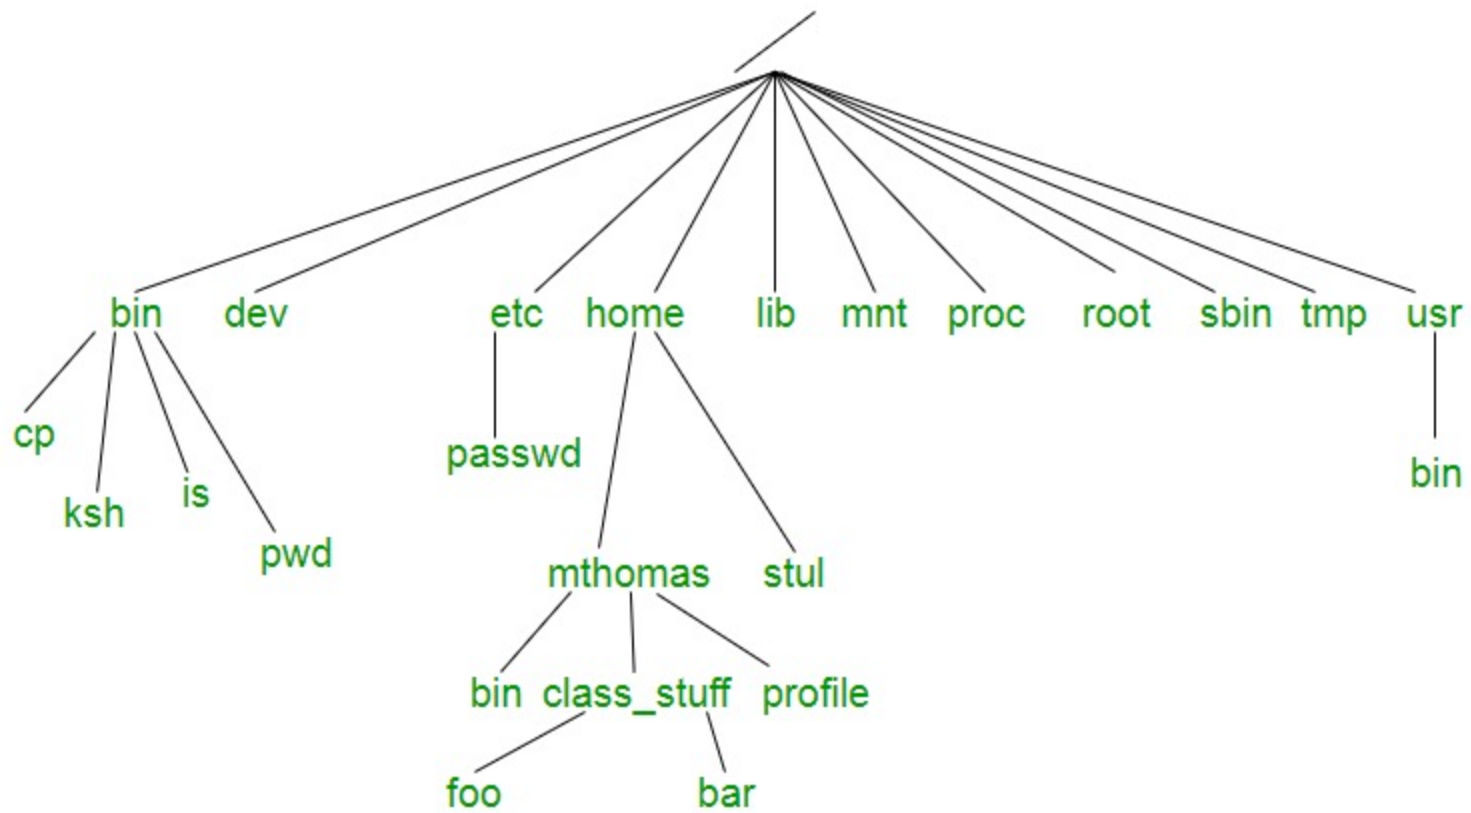 /
bin dev etc home lib mnt proc root sbin tmp usr
cp
passwd
bin
is
ksh
pwd
mthomas stul
bin class_stuff profile
foo bar